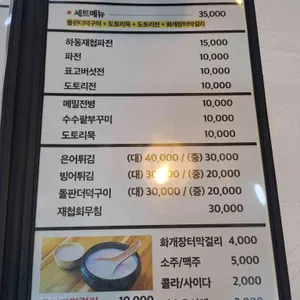 세트메뉴 35,000
돌판더덕구이 + 도토리묵 + 도토리전 + 화개장터막걸리
하동재첩파전 15,000
파전 10,000
표고버섯전 10,000
도토리전 10,000
메밀전병 10,000
수수팥부꾸미 10,000
도토리묵 10,000
은어튀김 (대) 40,000 / (중) 30,000
빙어튀김 (대) 30,000 / (중) 20,000
돌판더덕구이 (대) 30,000 / (중) 20,000
재첩회무침 30,000
화개장터막걸리 4,000
소주/맥주 5,000
콜라/사이다 2,000
10,000